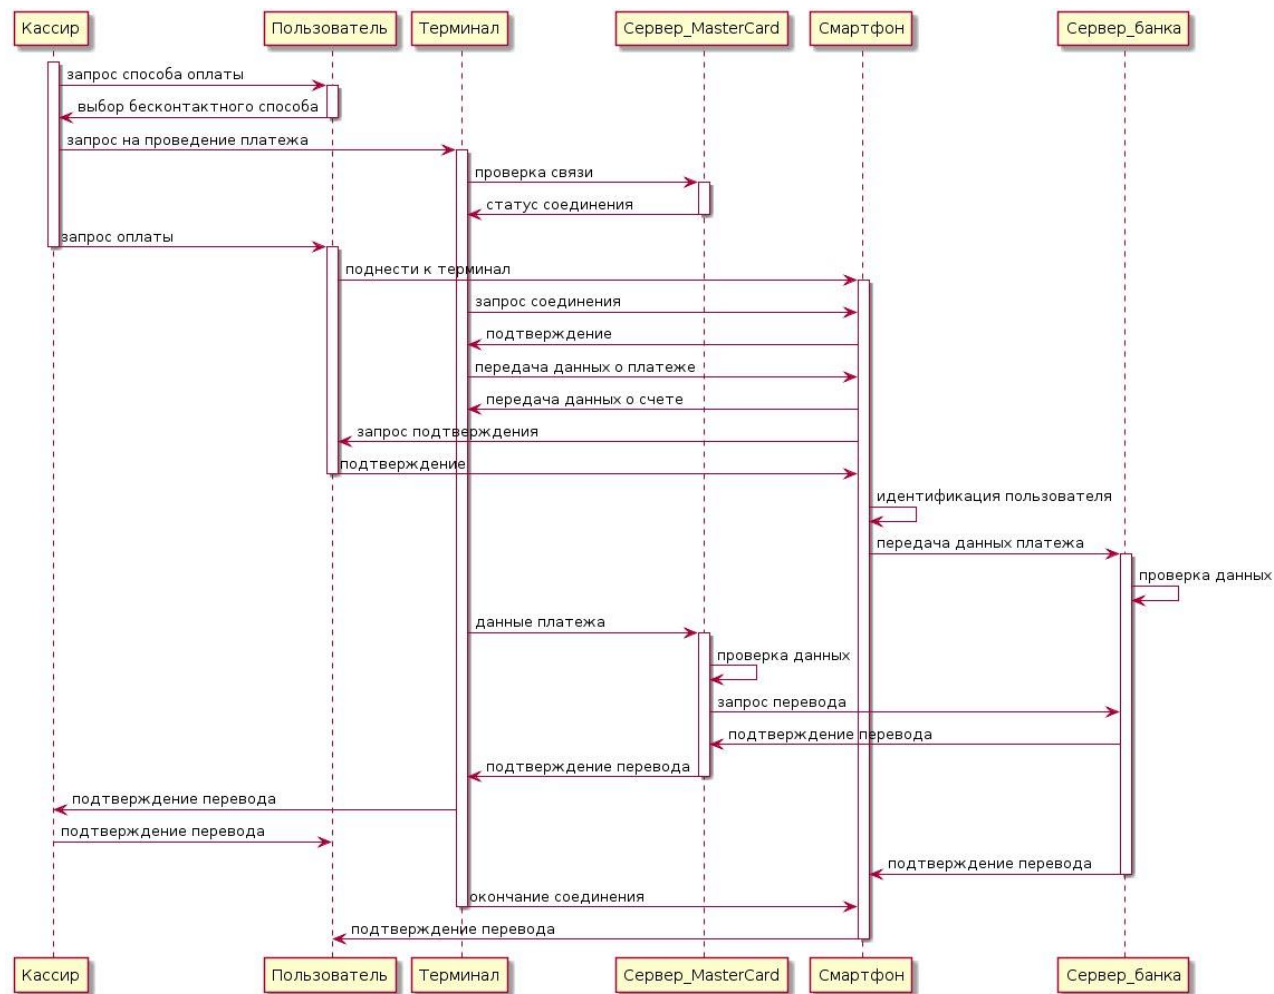 Кассир
Пользователь
Терминал
Сервер_MasterCard
Смартфон
Сервер_банка
запрос способа оплаты
выбор бесконтактного способа
запрос на проведение платежа
проверка связи
статус соединения
запрос оплаты
поднести к терминал
запрос соединения
подтверждение
передача данных о платеже
передача данных о счете
запрос подтверждения
подтверждение
идентификация пользователя
передача данных платежа
проверка данных
данные платежа
проверка данных
запрос перевода
подтверждение перевода
подтверждение перевода
подтверждение перевода
подтверждение перевода
подтверждение перевода
окончание соединения
подтверждение перевода
Кассир
Пользователь
Терминал
Сервер_MasterCard
Смартфон
Сервер_банка